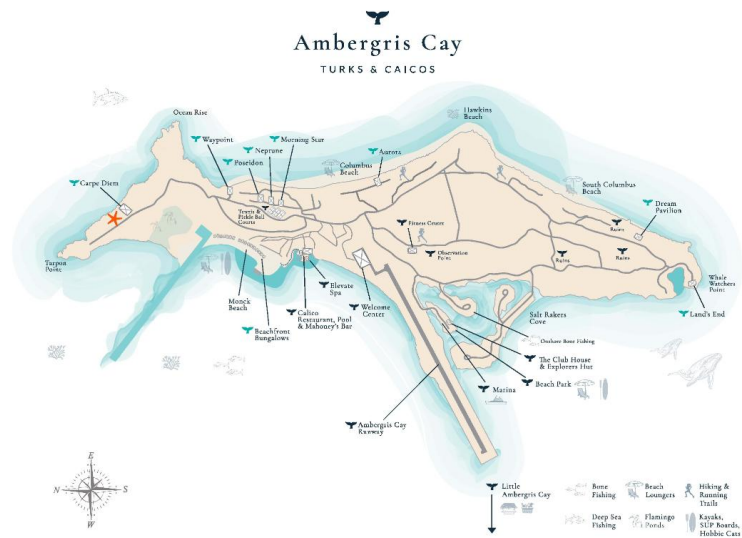 Ambergris Cay
TURKS & CAICOS
Ocean Rise
Hawkins
Beach
Waypoint
Morning Star
Neptune
Poseidon
Aurora
Columbus
Beach
Carpe Diem
South Columbus
Beach
Dream
Pavilion
Tennis &
Pickle Ball
Courts
Fitness Centre
Observation
Point
Ruins
Ruins
Ruins
Tarpon
Point
Whale
Watchers
Point
Land's End
Monck
Beach
Elevate
Spa
Calico
Restaurant, Pool
& Mahoney's Bar
Welcome
Center
Beachfront
Bungalows
Salt Rakers
Cove
Onshore Bone Fishing
The Club House
& Explorers Hut
Beach Park
Marina
Ambergris Cay
Runway
E
N
S
W
Little
Ambergris Cay
Bone
Fishing
Beach
Loungers
Hiking &
Running
Trails
Deep Sea
Fishing
Flamingo
Ponds
Kayaks,
SUP Boards,
Hobbie Cats